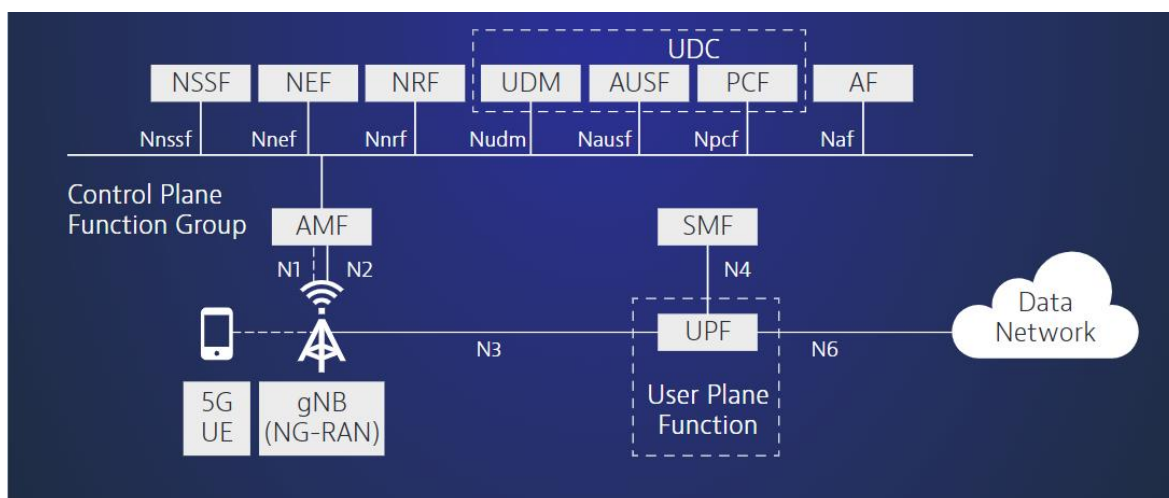 UDC
NSSF NEF NRF UDM AUSF PCF AF
Nnssf Nnef Nnrf Nudm Nausf Npcf Naf
Control Plane
Function Group
AMF SMF
N1 N2 N4
UPF
N3 N6
Data
Network
5G
UE
gNB
(NG-RAN)
User Plane
Function